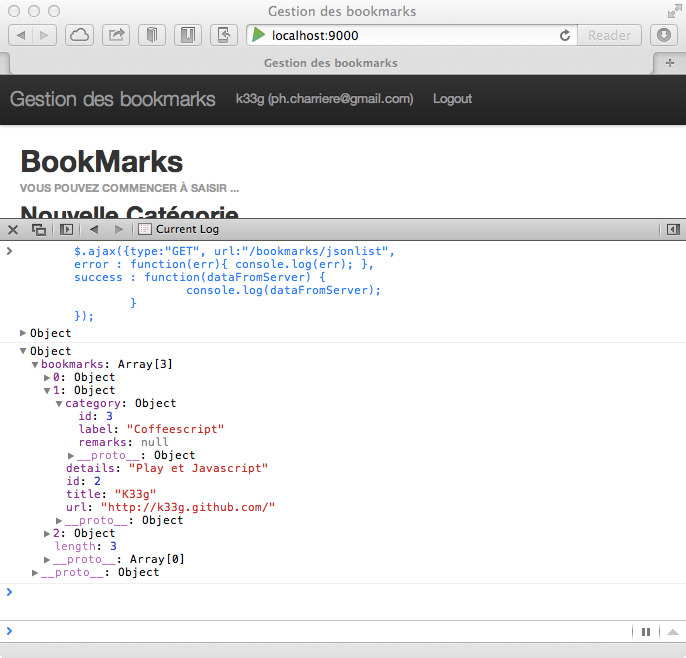 Gestion des bookmarks
localhost:9000
Reader
Gestion des bookmarks
+
Gestion des bookmarks k33g (ph.charriere@gmail.com) Logout
BookMarks
VOUS POUVEZ COMMENCER À SAISIR ...
Nouvelle Catégorie
Current Log
$.ajax({type:"GET", url:"/bookmarks/jsonlist",
error : function(err){ console.log(err); },
success : function(dataFromServer) {
console.log(dataFromServer);
}
});
Object
Object
bookmarks: Array[3]
0: Object
1: Object
category: Object
id: 3
label: "Coffeescript"
remarks: null
__proto__: Object
details: "Play et Javascript"
id: 2
title: "K33g"
url: "http://k33g.github.com/"
__proto__: Object
2: Object
length: 3
__proto__: Array[0]
__proto__: Object